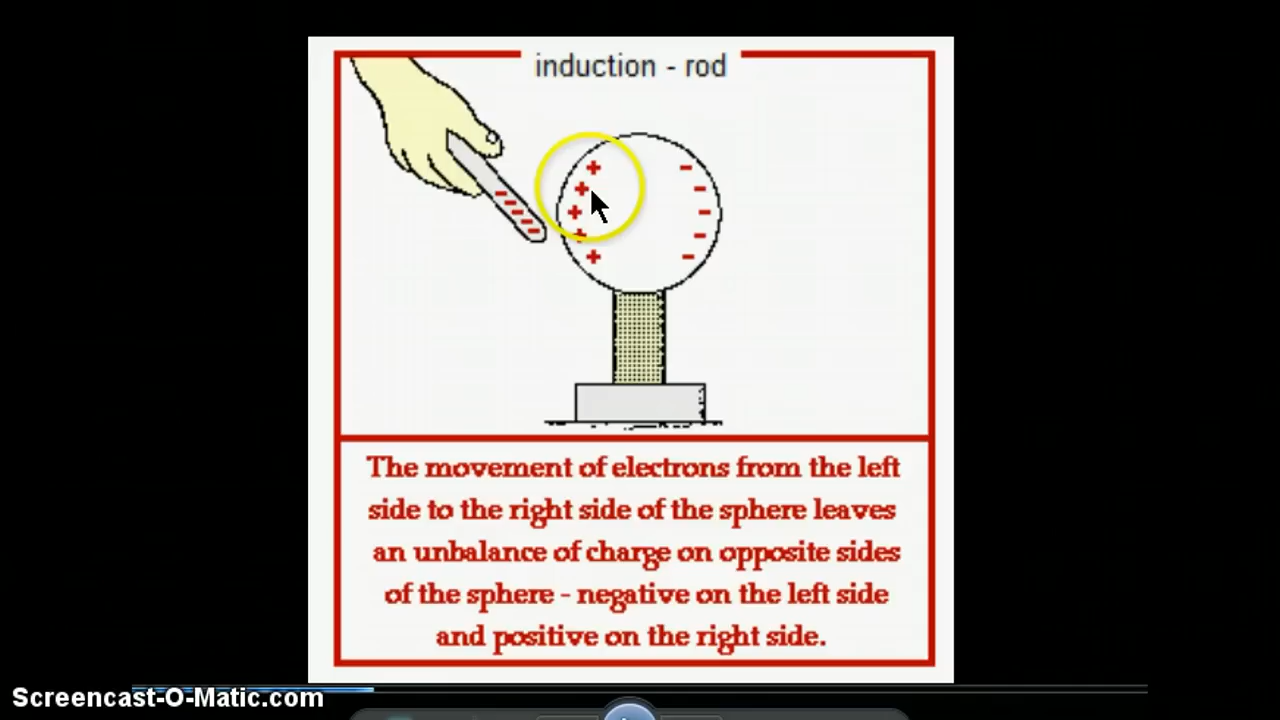 induction - rod
The movement of electrons from the left
side to the right side of the sphere leaves
an unbalance of charge on opposite sides
of the sphere - negative on the left side
and positive on the right side.
Screencast-O-Matic.com